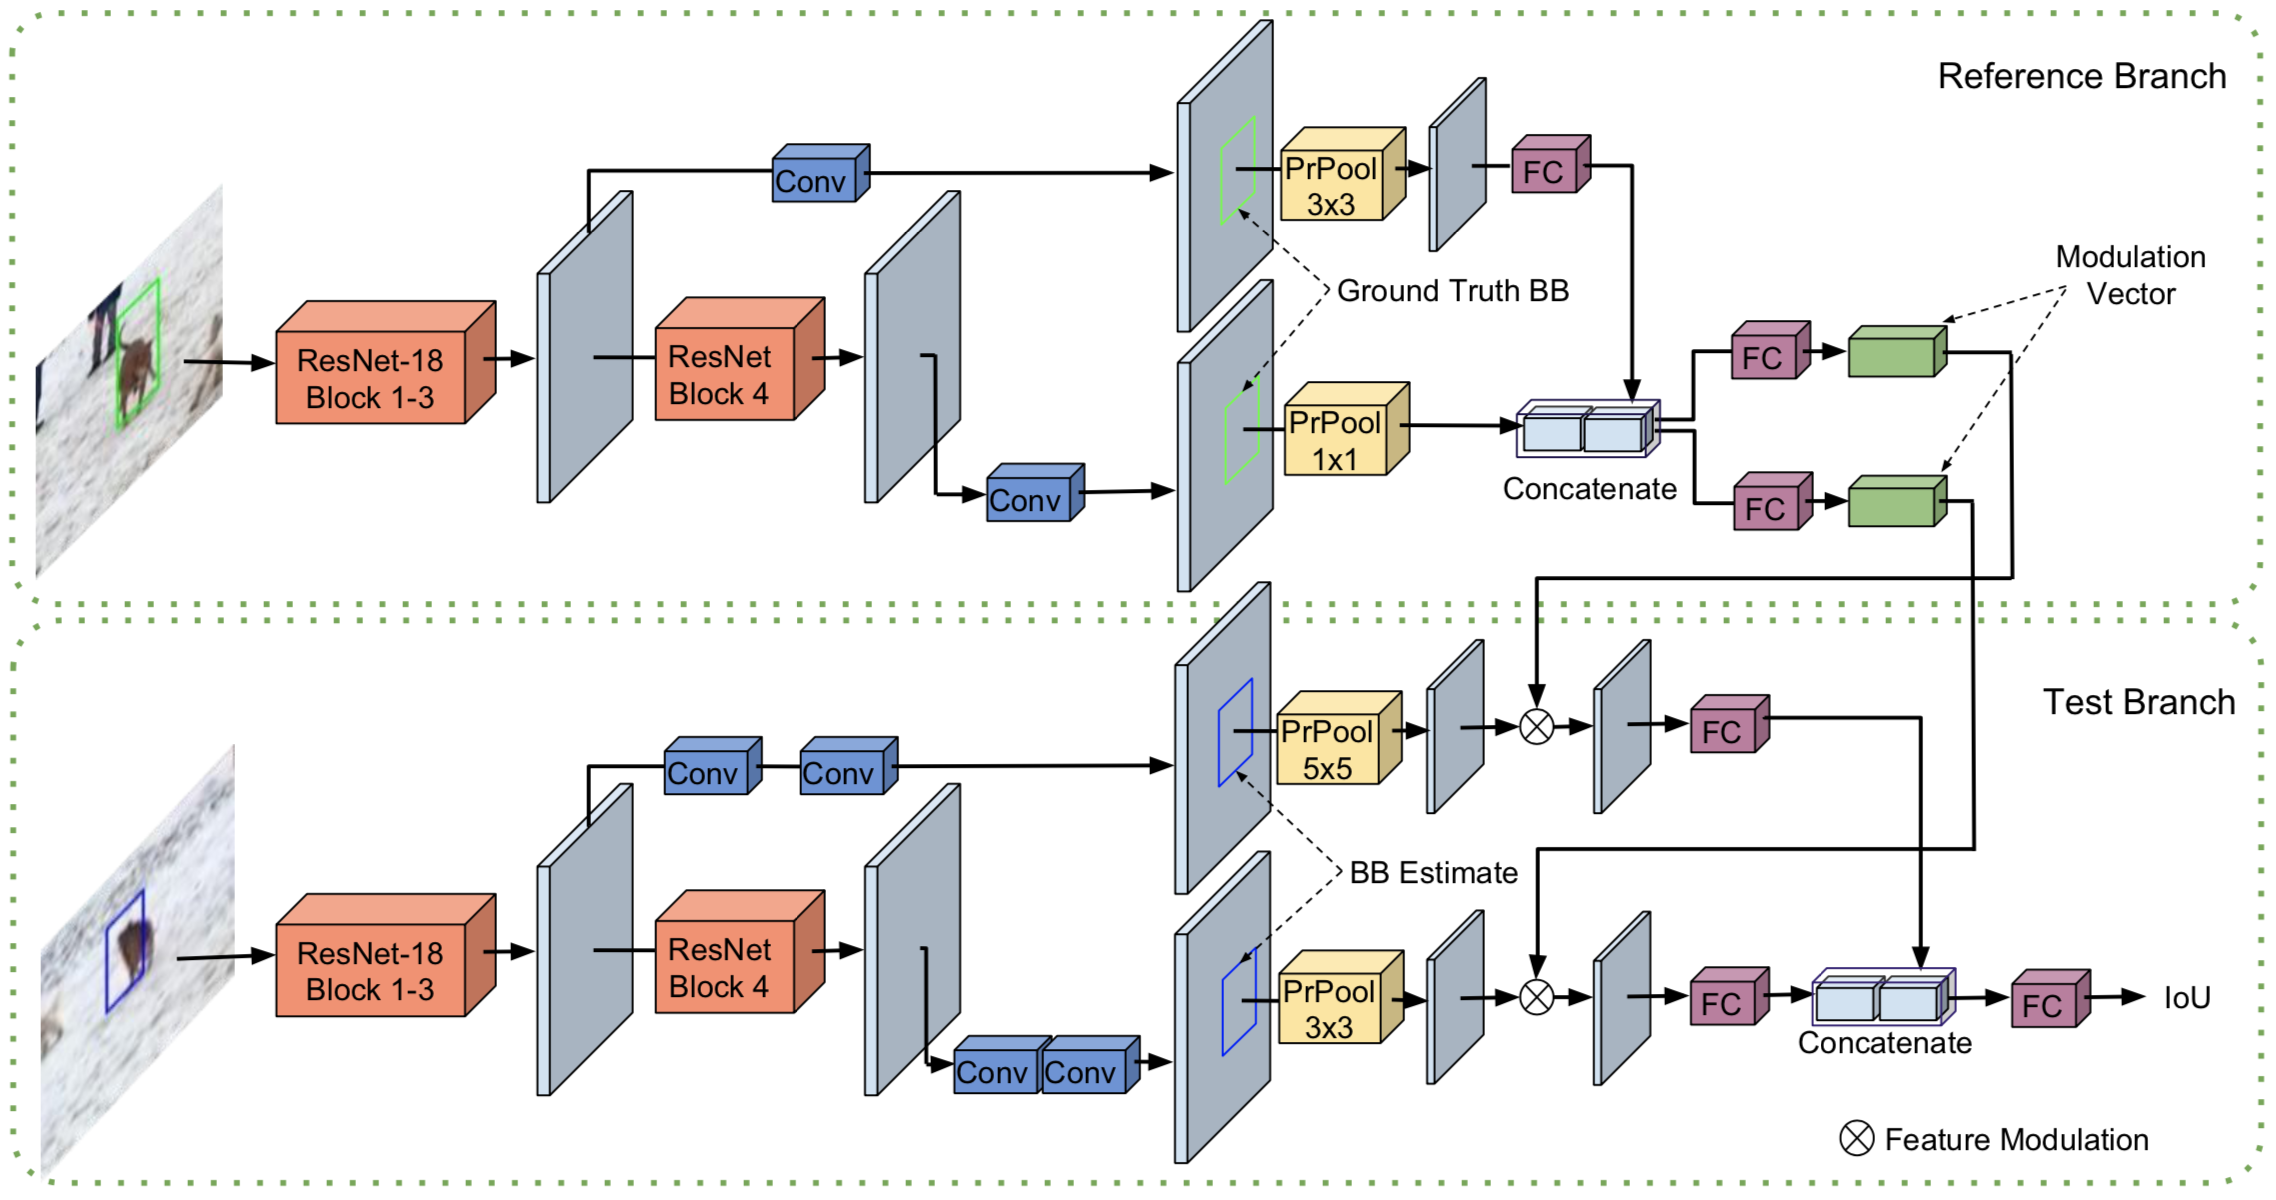 Reference Branch
Conv
PrPool
3x3
FC
Ground Truth BB
Modulation
Vector
ResNet-18
Block 1-3
ResNet
Block 4
FC
PrPool
1x1
Conv
Concatenate
FC
Test Branch
Conv
Conv
PrPool
5x5
FC
BB Estimate
ResNet-18
Block 1-3
ResNet
Block 4
PrPool
3x3
FC
FC
IoU
Concatenate
Conv
Conv
Feature Modulation